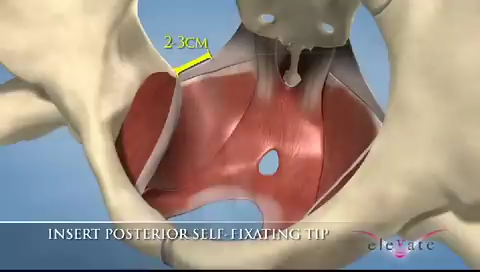 2-3CM
INSERT POSTERIOR SELF-FIXATING TIP
elevate